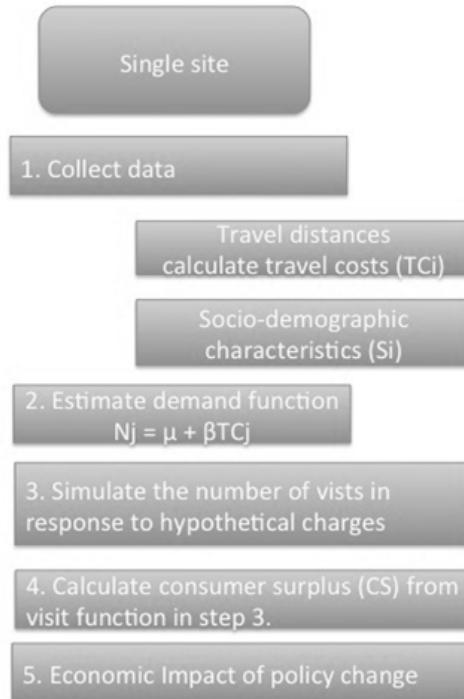 Single site
1. Collect data
Travel distances
calculate travel costs (TCi)
Socio-demographic
characteristics (Si)
2. Estimate demand function
Nj = μ + βTCj
3. Simulate the number of vists in
response to hypothetical charges
4. Calculate consumer surplus (CS) from
visit function in step 3.
5. Economic Impact of policy change